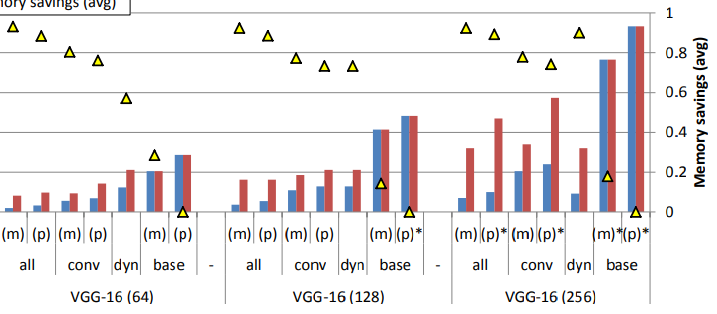 mory savings (avg)
1
0.8
0.6
0.4
0.2
0
Memory savings (avg)
(m) (p) (m) (p) (m) (p) (m) (p) (m) (p) (m) (p)* (m) (p)* (m) (p)* (m)* (p)*
all conv dyn base - all conv dyn base - all conv dyn base
VGG-16 (64) VGG-16 (128) VGG-16 (256)